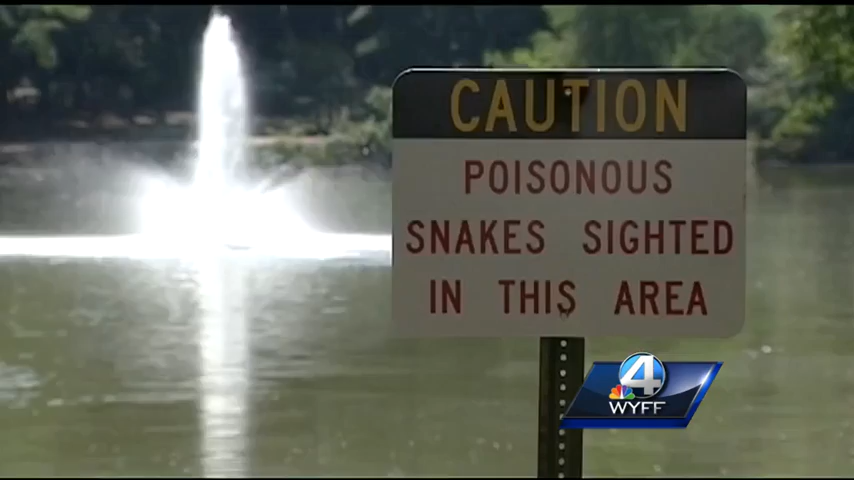 CAUTION
POISONOUS
SNAKES SIGHTED
IN THIS AREA
4
WYFF